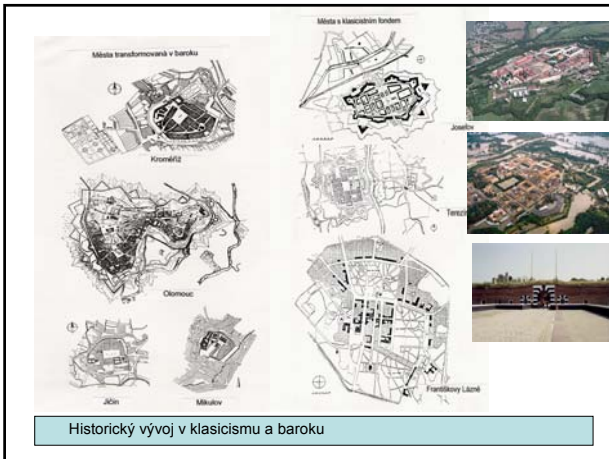 Města transformovaná v baroku
Kroměříž
Olomouc
Jičín
Mikulov
Města s klasicistním fondem
Josefov
Terezín
Františkovy Lázně
Historický vývoj v klasicismu a baroku